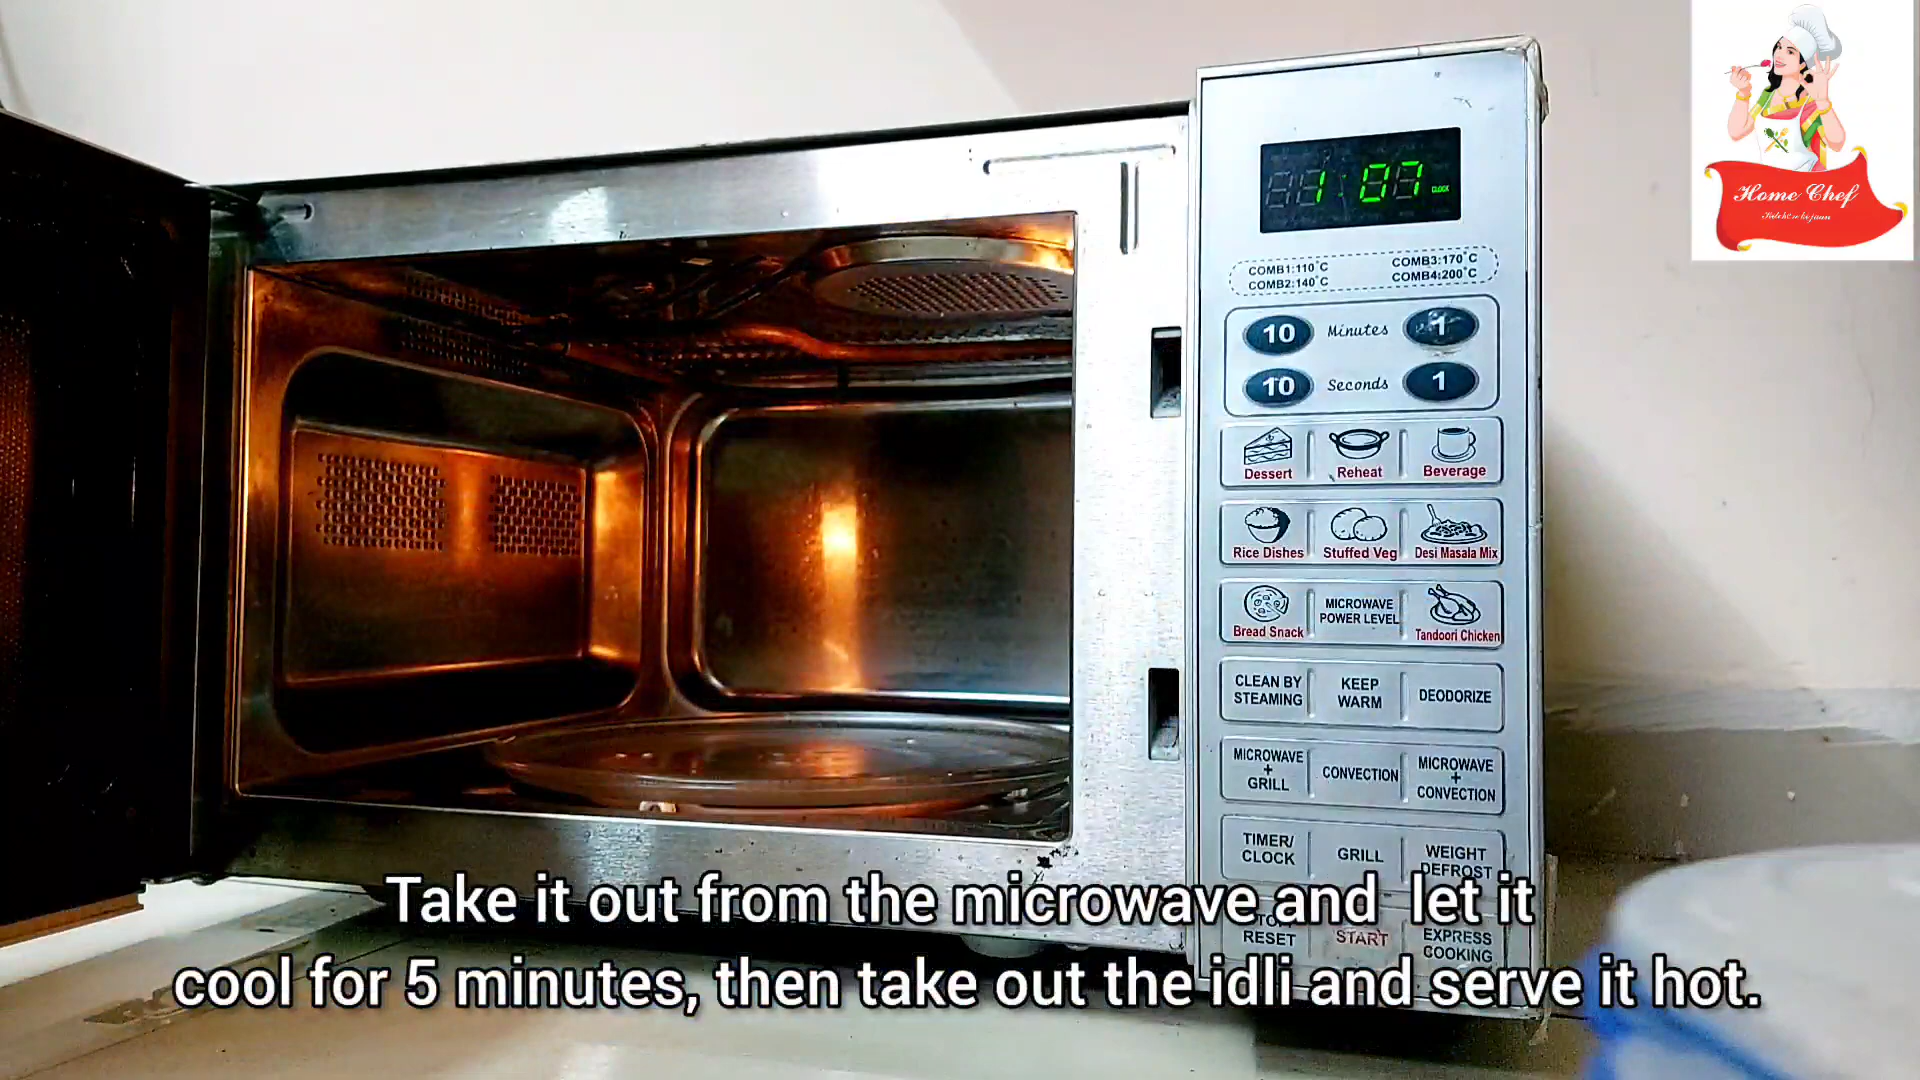 Home Chef
1:07
CLOCK
COMB1:110°C COMB3:170°C
COMB2:140°C COMB4:200°C
10 Minutes 1
10 Seconds 1
Dessert Reheat Beverage
Rice Dishes Stuffed Veg Desi Masala Mix
Bread Snack MICROWAVE POWER LEVEL Tandoori Chicken
CLEAN BY STEAMING KEEP WARM DEODORIZE
MICROWAVE + GRILL CONVECTION MICROWAVE + CONVECTION
TIMER/ CLOCK GRILL WEIGHT DEFROST
RESET START EXPRESS COOKING
Take it out from the microwave and let it
cool for 5 minutes, then take out the idli and serve it hot.